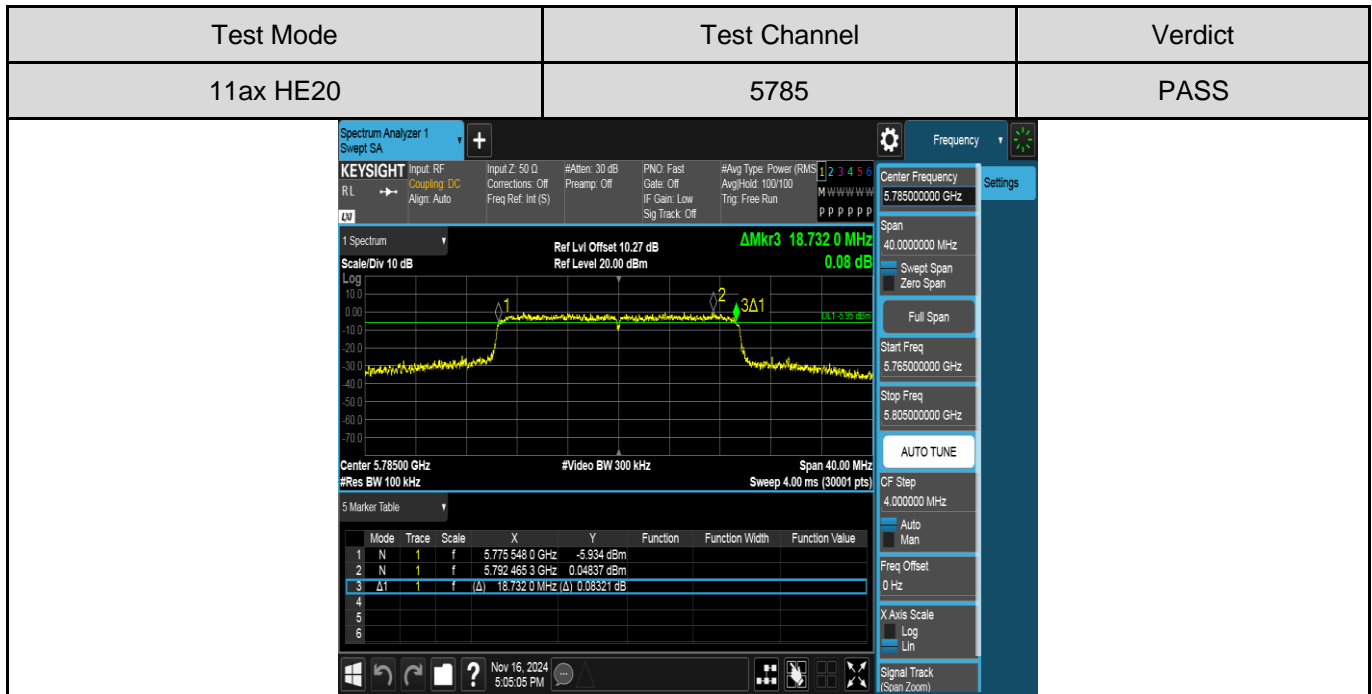 Test Mode Test Channel Verdict
11ax HE20 5785 PASS
Spectrum Analyzer 1
Swept SA
+
Frequency
KEYSIGHT Input: RF Input Z: 50 Ω #Atten: 30 dB PNO: Fast #Avg Type: Power (RMS 1 2 3 4 5 6
RL Coupling: DC Corrections: Off Preamp: Off Gate: Off Avg|Hold: 100/100 M W W W W W
Align: Auto Freq Ref: Int (S) IF Gain: Low Trig: Free Run
LXI Sig Track: Off P P P P P P
1 Spectrum Ref Lvl Offset 10.27 dB ΔMkr3 18.732 0 MHz
Scale/Div 10 dB Ref Level 20.00 dBm 0.08 dB
Log
10.0
0.00
-10.0
-20.0
-30.0
-40.0
-50.0
-60.0
-70.0
1 2 3Δ1
DL1 -5.95 dBm
Center 5.78500 GHz #Video BW 300 kHz Span 40.00 MHz
#Res BW 100 kHz Sweep 4.00 ms (30001 pts)
5 Marker Table
Mode Trace Scale X Y Function Function Width Function Value
1 N 1 f 5.775 548 0 GHz -5.934 dBm
2 N 1 f 5.792 465 3 GHz 0.04837 dBm
3 Δ1 1 f (Δ) 18.732 0 MHz (Δ) 0.08321 dB
4
5
6
? Nov 16, 2024
5:05:05 PM
Center Frequency
5.785000000 GHz
Settings
Span
40.0000000 MHz
Swept Span
Zero Span
Full Span
Start Freq
5.765000000 GHz
Stop Freq
5.805000000 GHz
AUTO TUNE
CF Step
4.000000 MHz
Auto
Man
Freq Offset
0 Hz
X Axis Scale
Log
Lin
Signal Track
(Span Zoom)